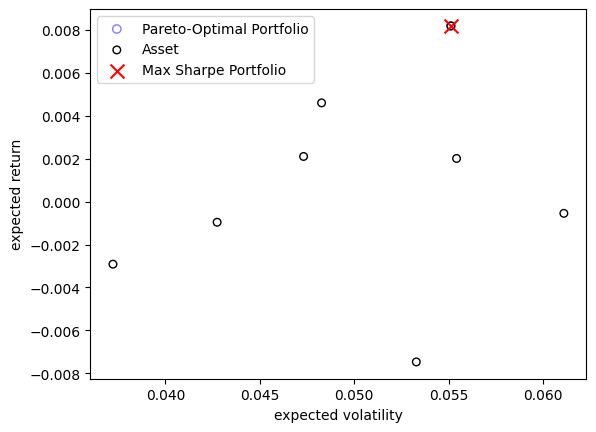 0.008
0.006
0.004
0.002
0.000
−0.002
−0.004
−0.006
−0.008
expected return
Pareto-Optimal Portfolio
Asset
Max Sharpe Portfolio
0.040 0.045 0.050 0.055 0.060
expected volatility